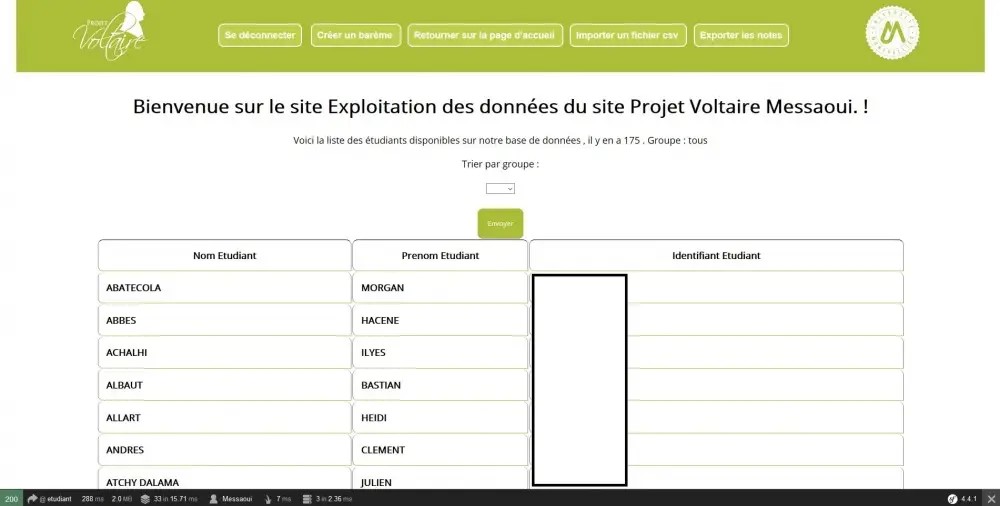 PROJET
Voltaire
Se déconnecter
Créer un barème
Retourner sur la page d'accueil
Importer un fichier csv
Exporter les notes
Bienvenue sur le site Exploitation des données du site Projet Voltaire Messaoui. !
Voici la liste des étudiants disponibles sur notre base de données , il y en a 175 . Groupe : tous
Trier par groupe :
Envoyer
Nom Etudiant Prenom Etudiant Identifiant Etudiant
ABATECOLA MORGAN
ABBES HACENE
ACHALHI ILYES
ALBAUT BASTIAN
ALLART HEIDI
ANDRES CLEMENT
ATCHY DALAMA JULIEN
200 @ etudiant 288 ms 2.0 MB 33 in 15.71 ms Messaoui 7 ms 3 in 2.36 ms 4.4.1